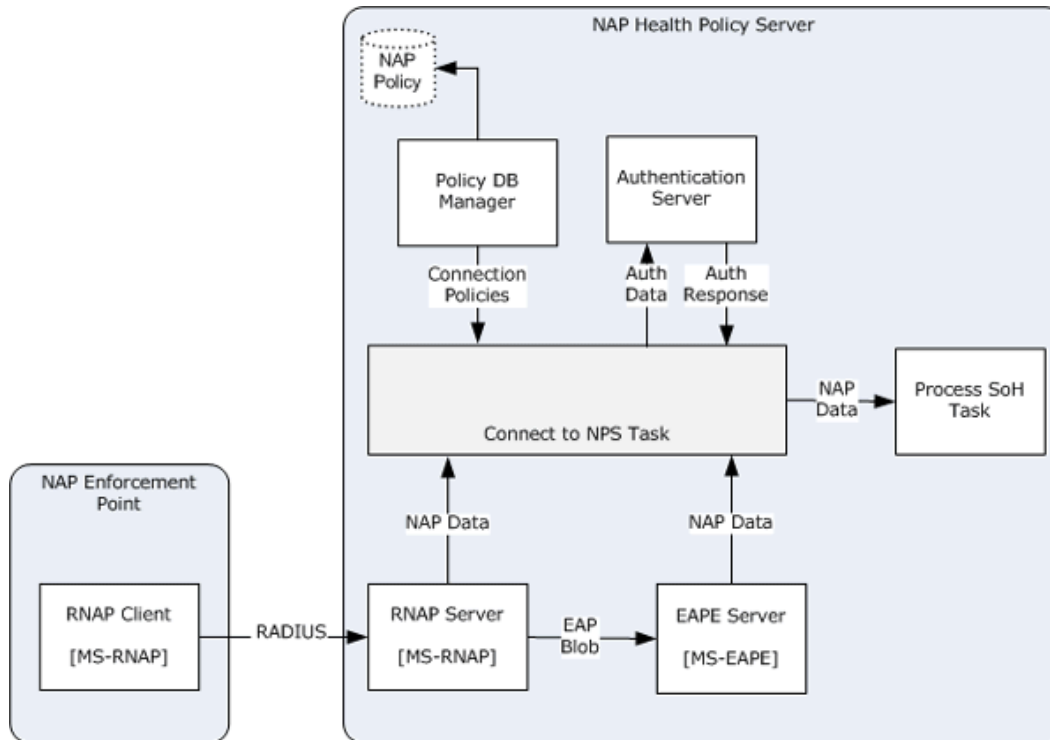 NAP Health Policy Server
NAP
Policy
Policy DB
Manager
Authentication
Server
Connection
Policies
Auth
Data
Auth
Response
Connect to NPS Task
NAP
Data
Process SoH
Task
NAP Enforcement
Point
NAP Data
NAP Data
RNAP Client
[MS-RNAP]
RADIUS
RNAP Server
[MS-RNAP]
EAP
Blob
EAPE Server
[MS-EAPE]